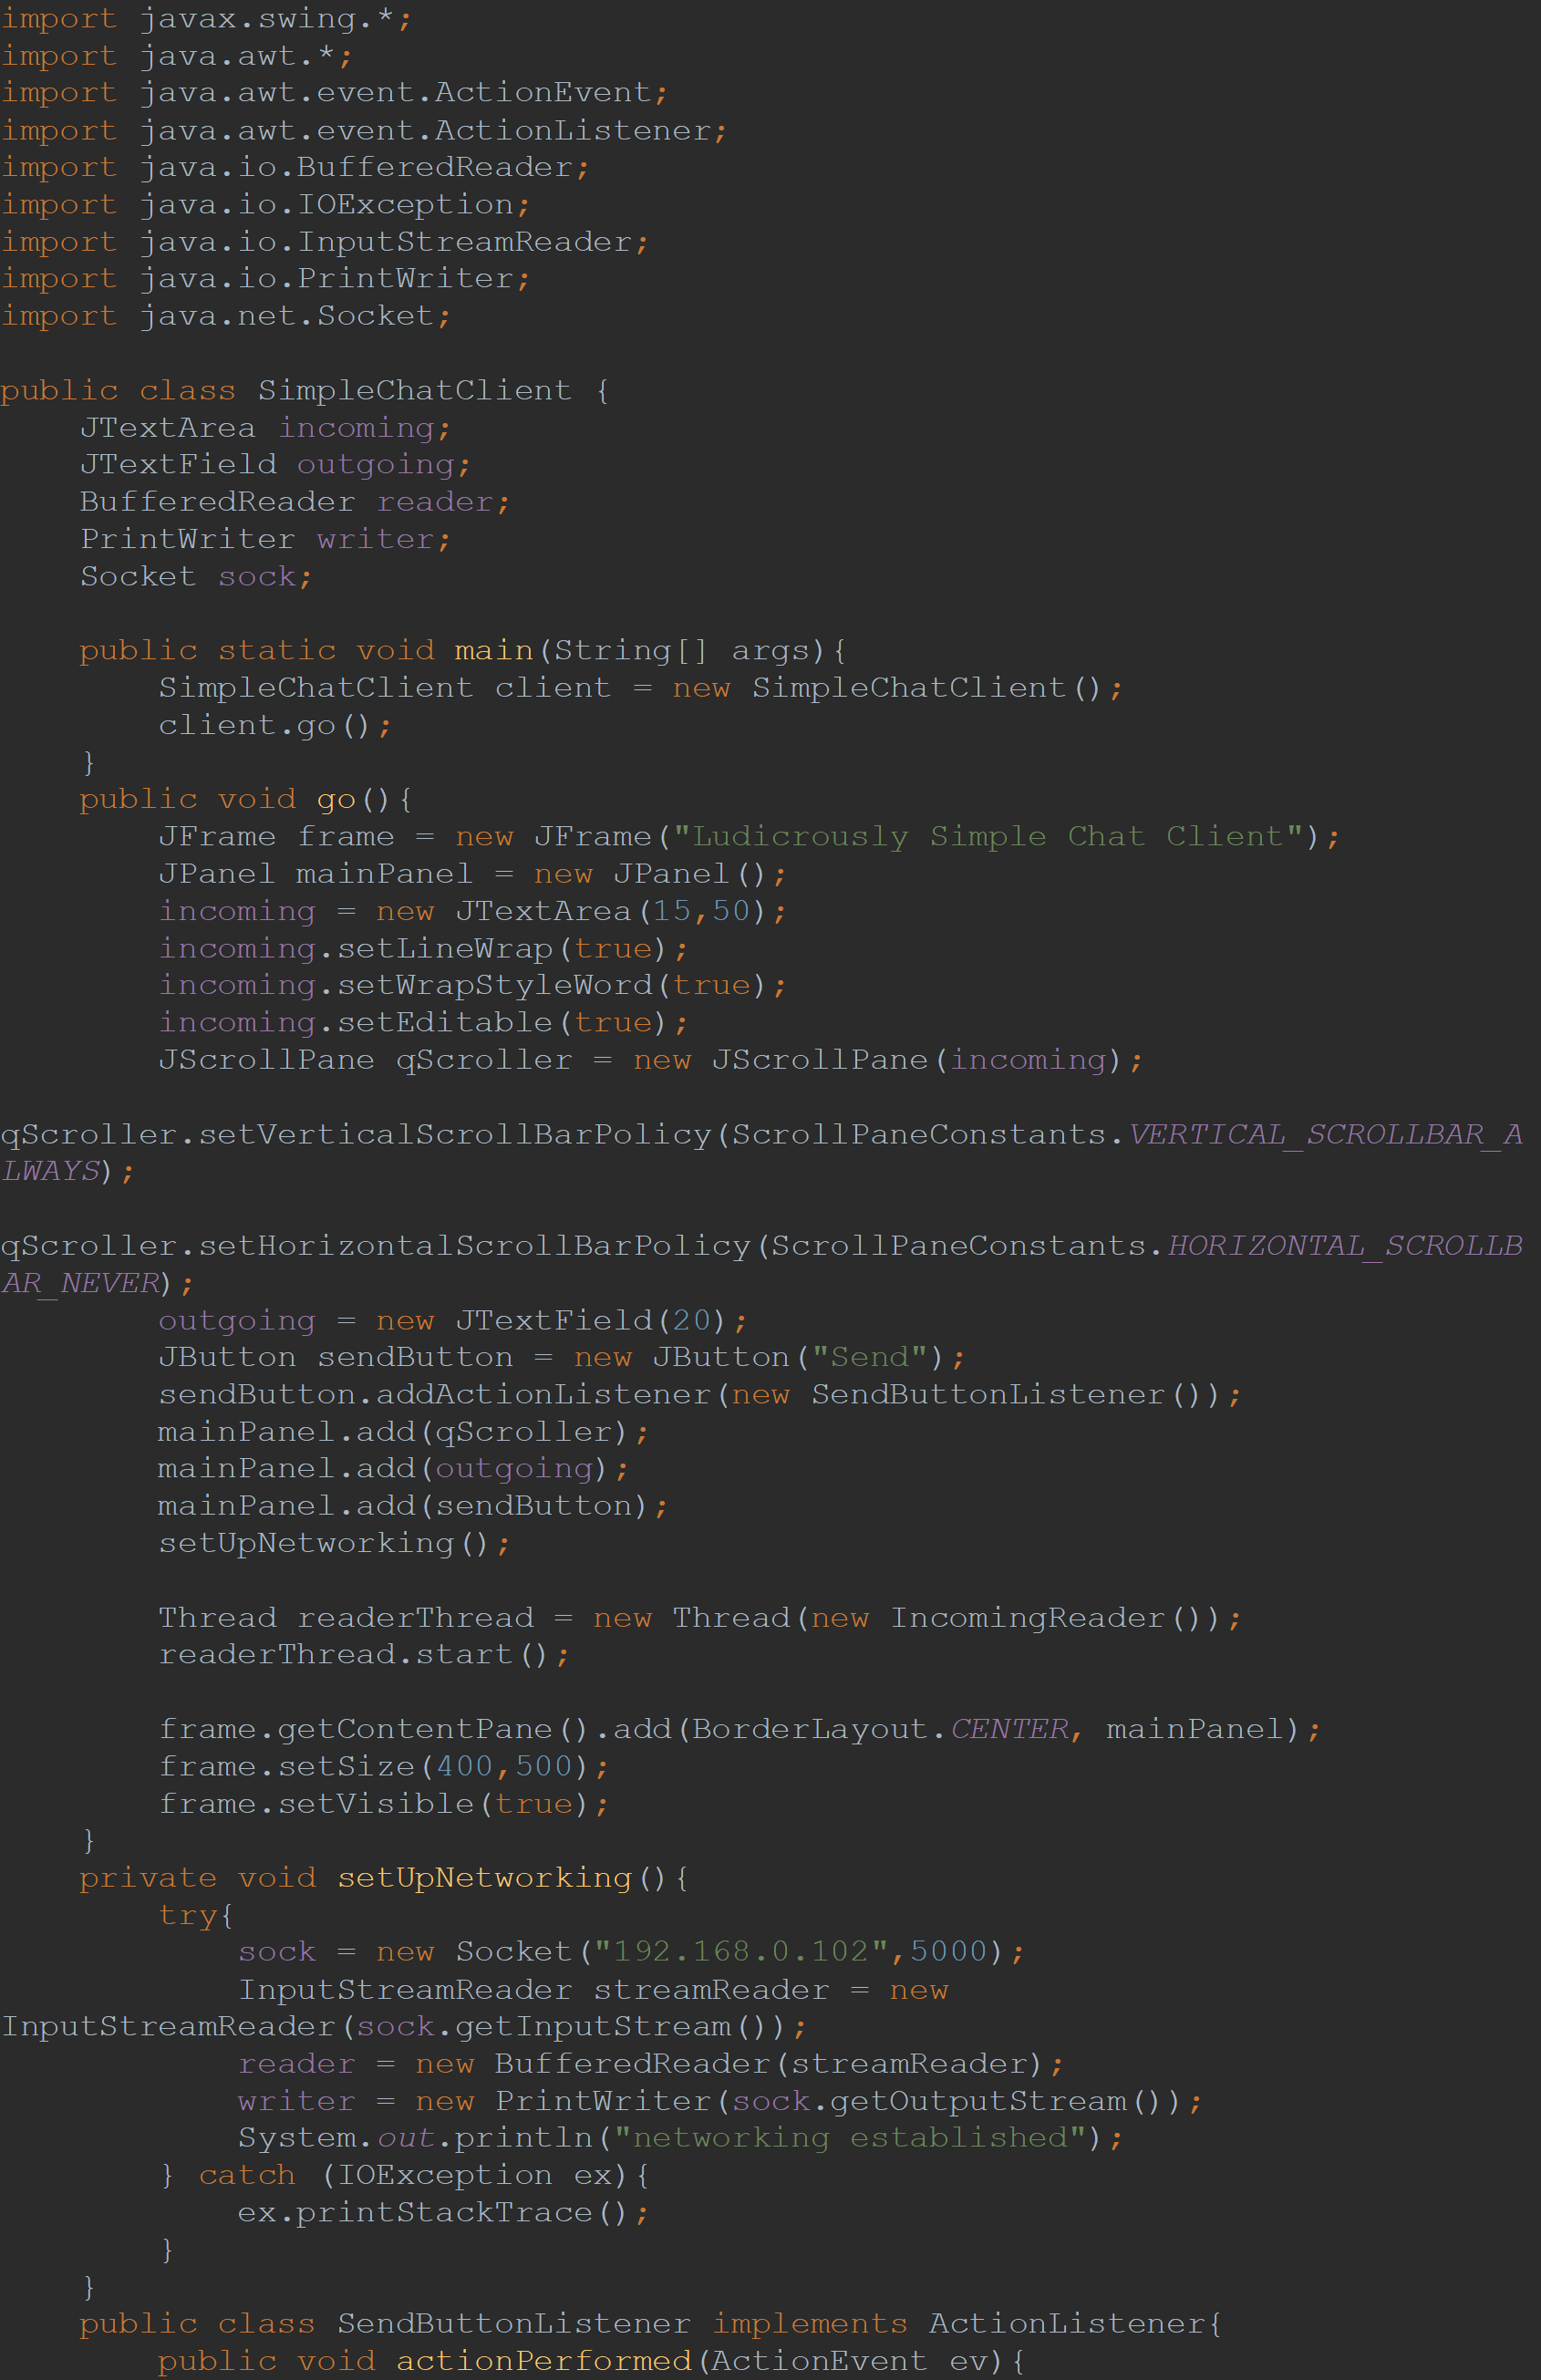 import javax.swing.*;
import java.awt.*;
import java.awt.event.ActionEvent;
import java.awt.event.ActionListener;
import java.io.BufferedReader;
import java.io.IOException;
import java.io.InputStreamReader;
import java.io.PrintWriter;
import java.net.Socket;

public class SimpleChatClient {
    JTextArea incoming;
    JTextField outgoing;
    BufferedReader reader;
    PrintWriter writer;
    Socket sock;

    public static void main(String[] args){
        SimpleChatClient client = new SimpleChatClient();
        client.go();
    }
    public void go(){
        JFrame frame = new JFrame("Ludicrously Simple Chat Client");
        JPanel mainPanel = new JPanel();
        incoming = new JTextArea(15,50);
        incoming.setLineWrap(true);
        incoming.setWrapStyleWord(true);
        incoming.setEditable(true);
        JScrollPane qScroller = new JScrollPane(incoming);

qScroller.setVerticalScrollBarPolicy(ScrollPaneConstants.VERTICAL_SCROLLBAR_A
LWAYS);

qScroller.setHorizontalScrollBarPolicy(ScrollPaneConstants.HORIZONTAL_SCROLLB
AR_NEVER);
        outgoing = new JTextField(20);
        JButton sendButton = new JButton("Send");
        sendButton.addActionListener(new SendButtonListener());
        mainPanel.add(qScroller);
        mainPanel.add(outgoing);
        mainPanel.add(sendButton);
        setUpNetworking();

        Thread readerThread = new Thread(new IncomingReader());
        readerThread.start();

        frame.getContentPane().add(BorderLayout.CENTER, mainPanel);
        frame.setSize(400,500);
        frame.setVisible(true);
    }
    private void setUpNetworking(){
        try{
            sock = new Socket("192.168.0.102",5000);
            InputStreamReader streamReader = new
InputStreamReader(sock.getInputStream());
            reader = new BufferedReader(streamReader);
            writer = new PrintWriter(sock.getOutputStream());
            System.out.println("networking established");
        } catch (IOException ex){
            ex.printStackTrace();
        }
    }
    public class SendButtonListener implements ActionListener{
        public void actionPerformed(ActionEvent ev){